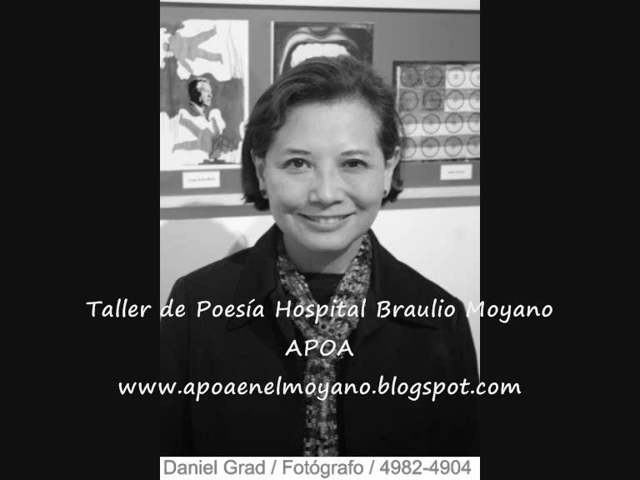 Taller de Poesía Hospital Braulio Moyano
APOA
www.apoaenelmoyano.blogspot.com
Daniel Grad / Fotógrafo / 4982-4904